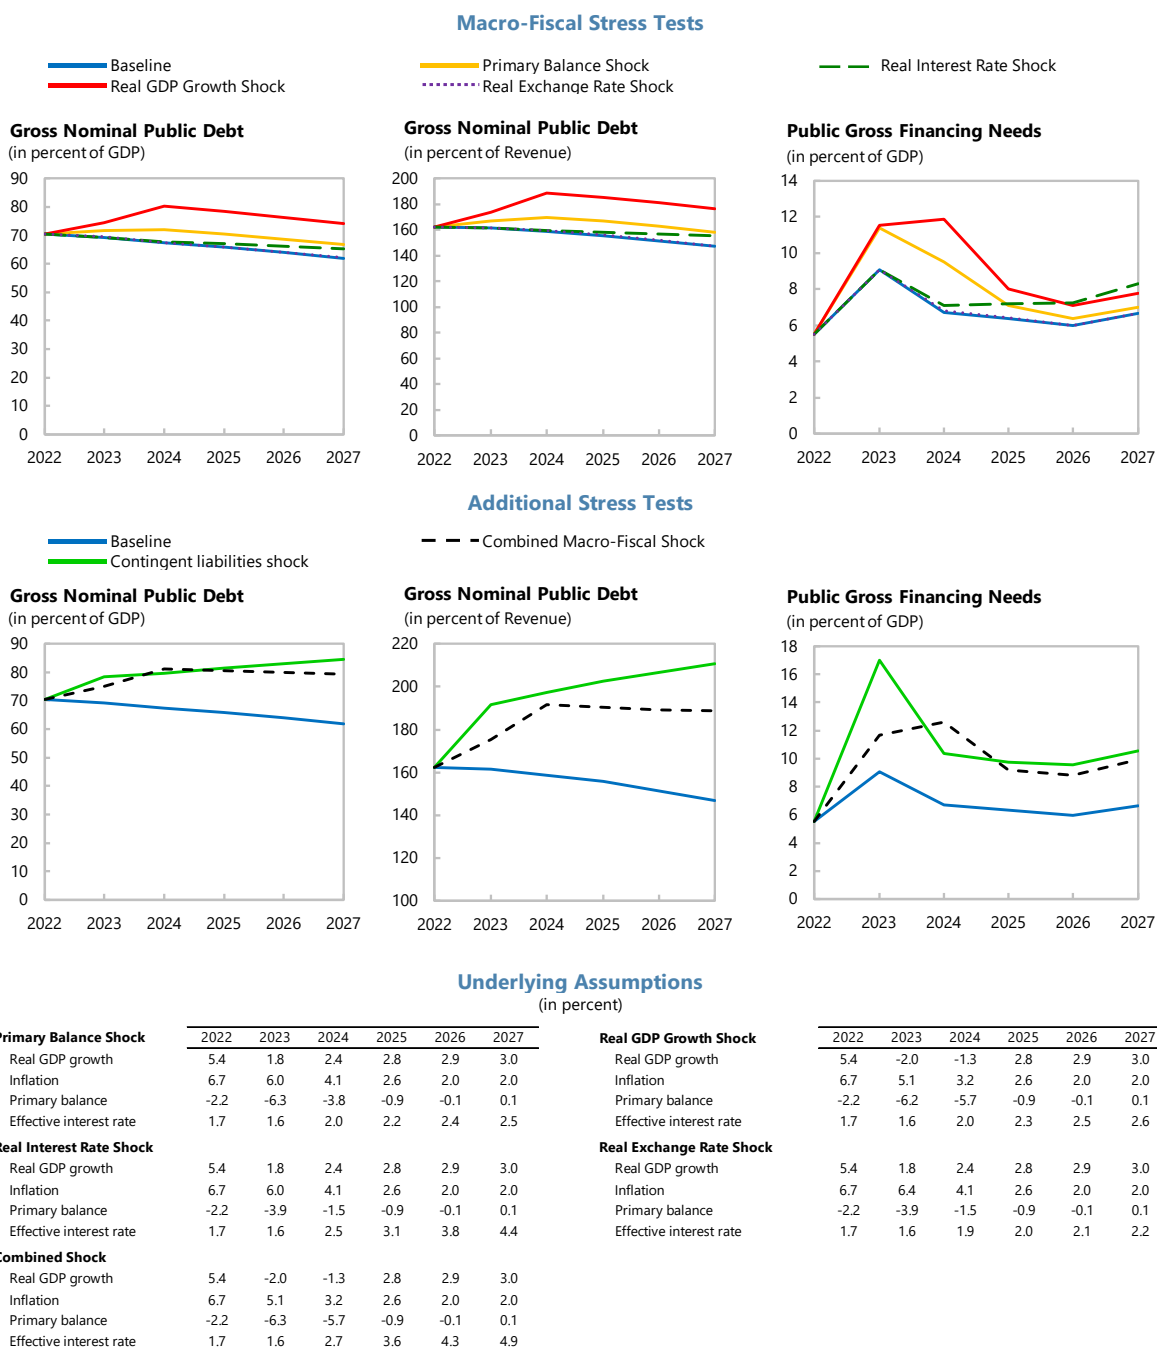 Macro-Fiscal Stress Tests
Baseline
Primary Balance Shock
Real Interest Rate Shock
Real GDP Growth Shock
Real Exchange Rate Shock
Gross Nominal Public Debt
(in percent of GDP)
90
80
70
60
50
40
30
20
10
0
2022 2023 2024 2025 2026 2027
Gross Nominal Public Debt
(in percent of Revenue)
200
180
160
140
120
100
80
60
40
20
0
2022 2023 2024 2025 2026 2027
Public Gross Financing Needs
(in percent of GDP)
14
12
10
8
6
4
2
0
2022 2023 2024 2025 2026 2027
Additional Stress Tests
Baseline
Combined Macro-Fiscal Shock
Contingent liabilities shock
Gross Nominal Public Debt
(in percent of GDP)
90
80
70
60
50
40
30
20
10
0
2022 2023 2024 2025 2026 2027
Gross Nominal Public Debt
(in percent of Revenue)
220
200
180
160
140
120
100
2022 2023 2024 2025 2026 2027
Public Gross Financing Needs
(in percent of GDP)
18
16
14
12
10
8
6
4
2
0
2022 2023 2024 2025 2026 2027
Underlying Assumptions
(in percent)
Primary Balance Shock 2022 2023 2024 2025 2026 2027
Real GDP growth 5.4 1.8 2.4 2.8 2.9 3.0
Inflation 6.7 6.0 4.1 2.6 2.0 2.0
Primary balance -2.2 -6.3 -3.8 -0.9 -0.1 0.1
Effective interest rate 1.7 1.6 2.0 2.2 2.4 2.5
Real Interest Rate Shock
Real GDP growth 5.4 1.8 2.4 2.8 2.9 3.0
Inflation 6.7 6.0 4.1 2.6 2.0 2.0
Primary balance -2.2 -3.9 -1.5 -0.9 -0.1 0.1
Effective interest rate 1.7 1.6 2.5 3.1 3.8 4.4
Combined Shock
Real GDP growth 5.4 -2.0 -1.3 2.8 2.9 3.0
Inflation 6.7 5.1 3.2 2.6 2.0 2.0
Primary balance -2.2 -6.3 -5.7 -0.9 -0.1 0.1
Effective interest rate 1.7 1.6 2.7 3.6 4.3 4.9
Real GDP Growth Shock 2022 2023 2024 2025 2026 2027
Real GDP growth 5.4 -2.0 -1.3 2.8 2.9 3.0
Inflation 6.7 5.1 3.2 2.6 2.0 2.0
Primary balance -2.2 -6.2 -5.7 -0.9 -0.1 0.1
Effective interest rate 1.7 1.6 2.0 2.3 2.5 2.6
Real Exchange Rate Shock
Real GDP growth 5.4 1.8 2.4 2.8 2.9 3.0
Inflation 6.7 6.4 4.1 2.6 2.0 2.0
Primary balance -2.2 -3.9 -1.5 -0.9 -0.1 0.1
Effective interest rate 1.7 1.6 1.9 2.0 2.1 2.2